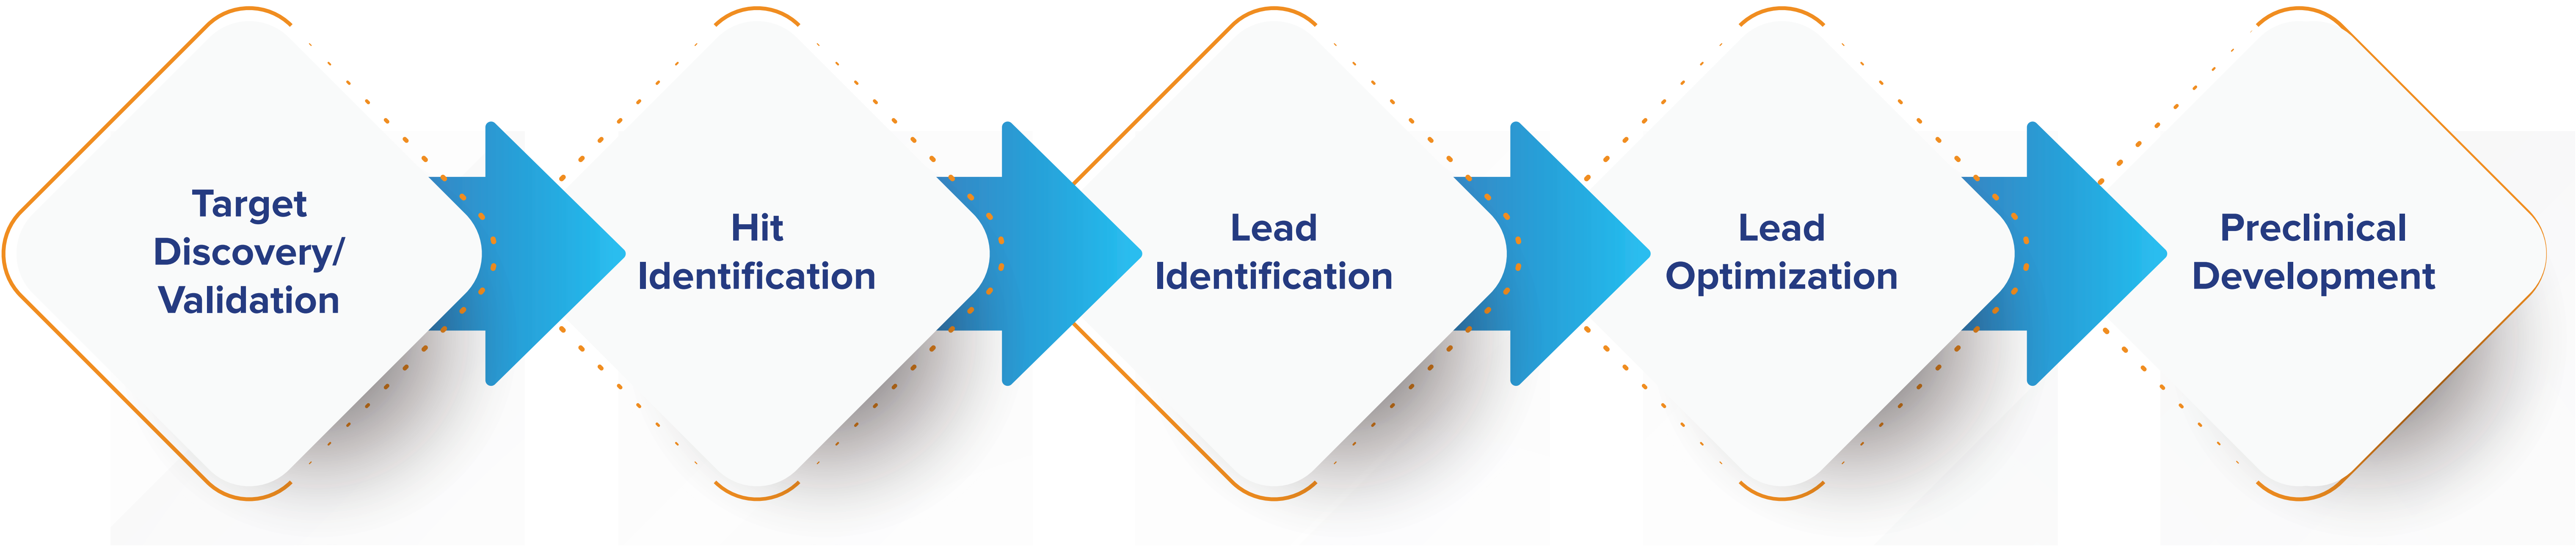 Target
Discovery/
Validation
Hit
Identification
Lead
Identification
Lead
Optimization
Preclinical
Development